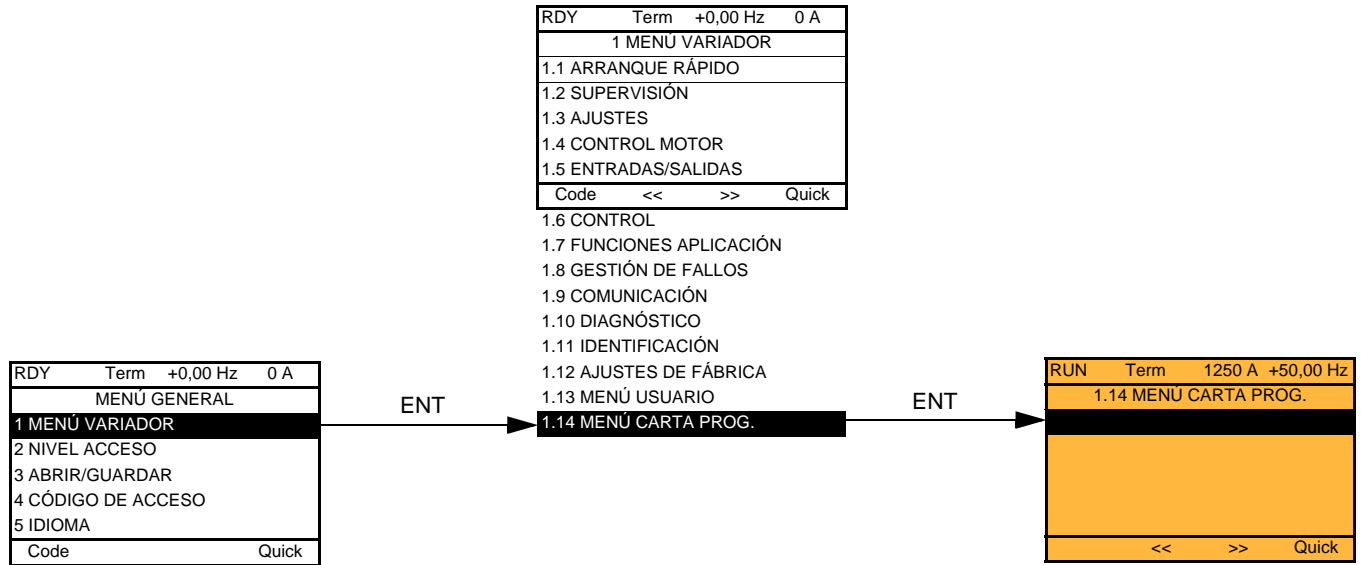 RDY Term +0,00 Hz 0 A
1 MENÚ VARIADOR
1.1 ARRANQUE RÁPIDO
1.2 SUPERVISIÓN
1.3 AJUSTES
1.4 CONTROL MOTOR
1.5 ENTRADAS/SALIDAS
Code << >> Quick
1.6 CONTROL
1.7 FUNCIONES APLICACIÓN
1.8 GESTIÓN DE FALLOS
1.9 COMUNICACIÓN
1.10 DIAGNÓSTICO
1.11 IDENTIFICACIÓN
1.12 AJUSTES DE FÁBRICA
1.13 MENÚ USUARIO
1.14 MENÚ CARTA PROG.
RDY Term +0,00 Hz 0 A
MENÚ GENERAL
1 MENÚ VARIADOR
2 NIVEL ACCESO
3 ABRIR/GUARDAR
4 CÓDIGO DE ACCESO
5 IDIOMA
Code Quick
ENT
ENT
RUN Term 1250 A +50,00 Hz
1.14 MENÚ CARTA PROG.
<< >> Quick